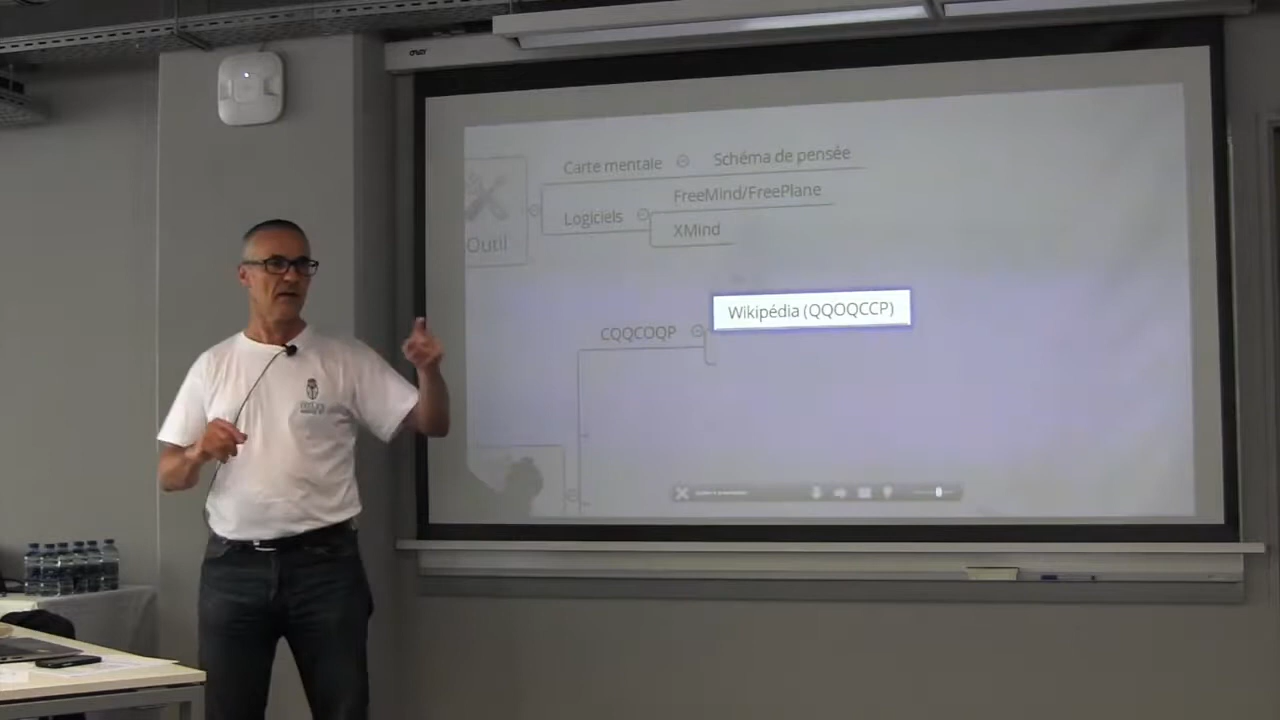 Carte mentale
Schéma de pensée
Logiciels
FreeMind/FreePlane
XMind
Outil
CQQCOQP
Wikipédia (QQOQCCP)